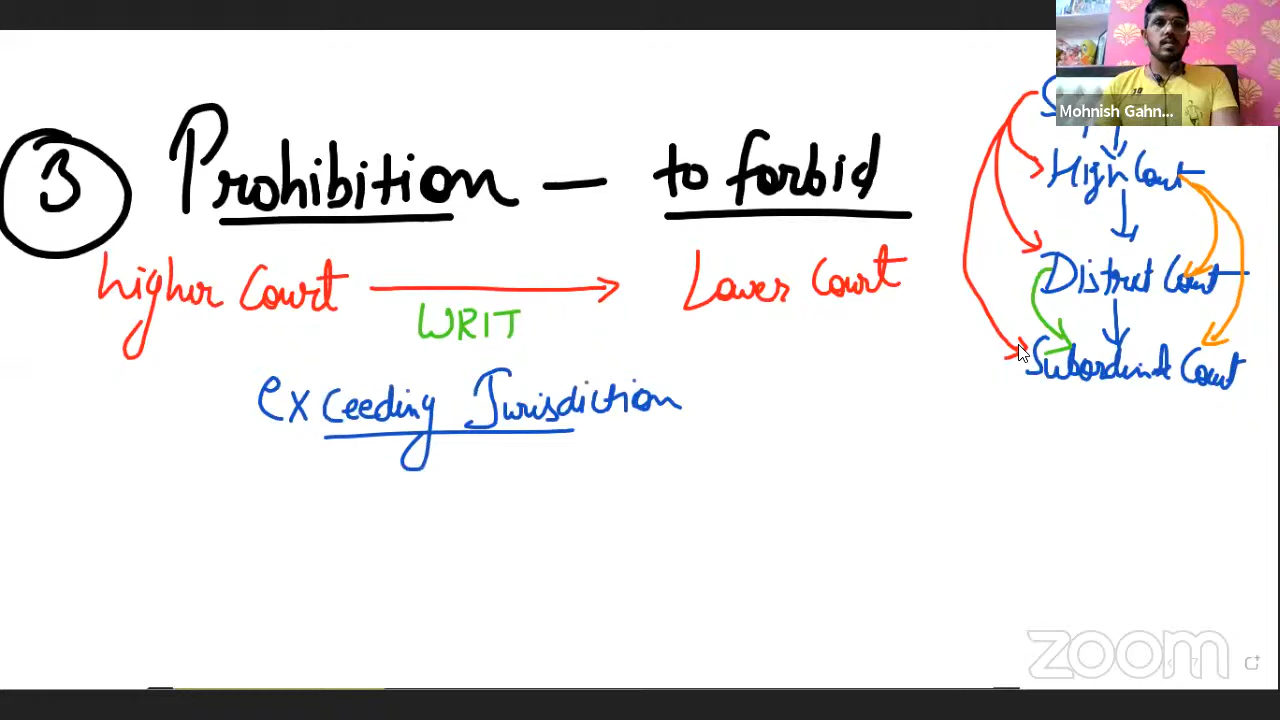 3 Prohibition — to forbid
Higher Court → Lower Court
WRIT
exceeding Jurisdiction
S
High Court
District Court
Subordinate Court
Mohnish Gahn...
zoom
7